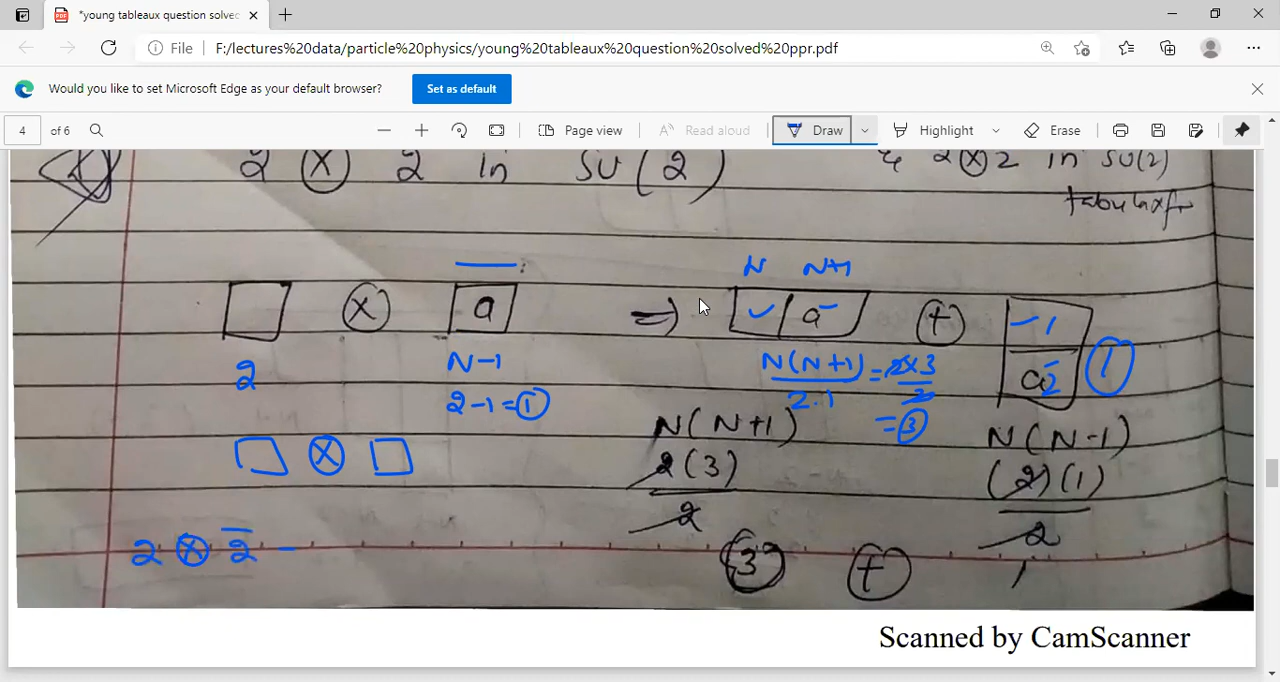 *young tableaux question solved
File F:/lectures%20data/particle%20physics/young%20tableaux%20question%20solved%20ppr.pdf
Would you like to set Microsoft Edge as your default browser? Set as default
4 of 6 Page view Read aloud Draw Highlight Erase
2 ⊗ 2 in SU(2) 2⊗2 in SU(2)
N N+1
⊗ a ⇒ a ⊕ 1
a 2 1
2 N-1 N(N+1)/2·1 = 2×3/2
2-1=1 = 3
N(N+1) N(N-1)
⊗ 2(3)/2 (2)(1)/2
2 ⊗ 2̅ -
3 ⊕ 1
Scanned by CamScanner